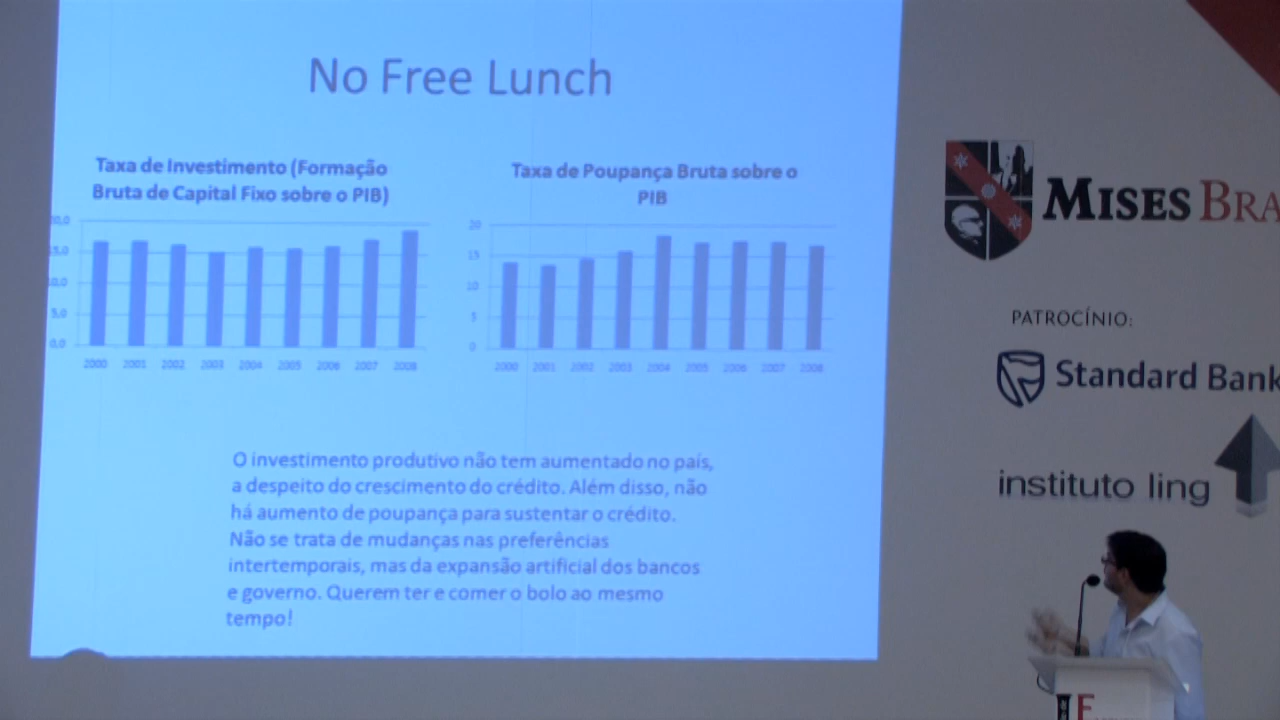 No Free Lunch
Taxa de Investimento (Formação
Bruta de Capital Fixo sobre o PIB)
0,0
5,0
2000 2001 2002 2003 2004 2005 2006 2007 2008
Taxa de Poupança Bruta sobre o
PIB
20
15
10
5
0
2000 2001 2002 2003 2004 2005 2006 2007 2008
O investimento produtivo não tem aumentado no país,
a despeito do crescimento do crédito. Além disso, não
há aumento de poupança para sustentar o crédito.
Não se trata de mudanças nas preferências
intertemporais, mas da expansão artificial dos bancos
e governo. Querem ter e comer o bolo ao mesmo
tempo!
MISES BRA
PATROCÍNIO:
Standard Bank
instituto ling